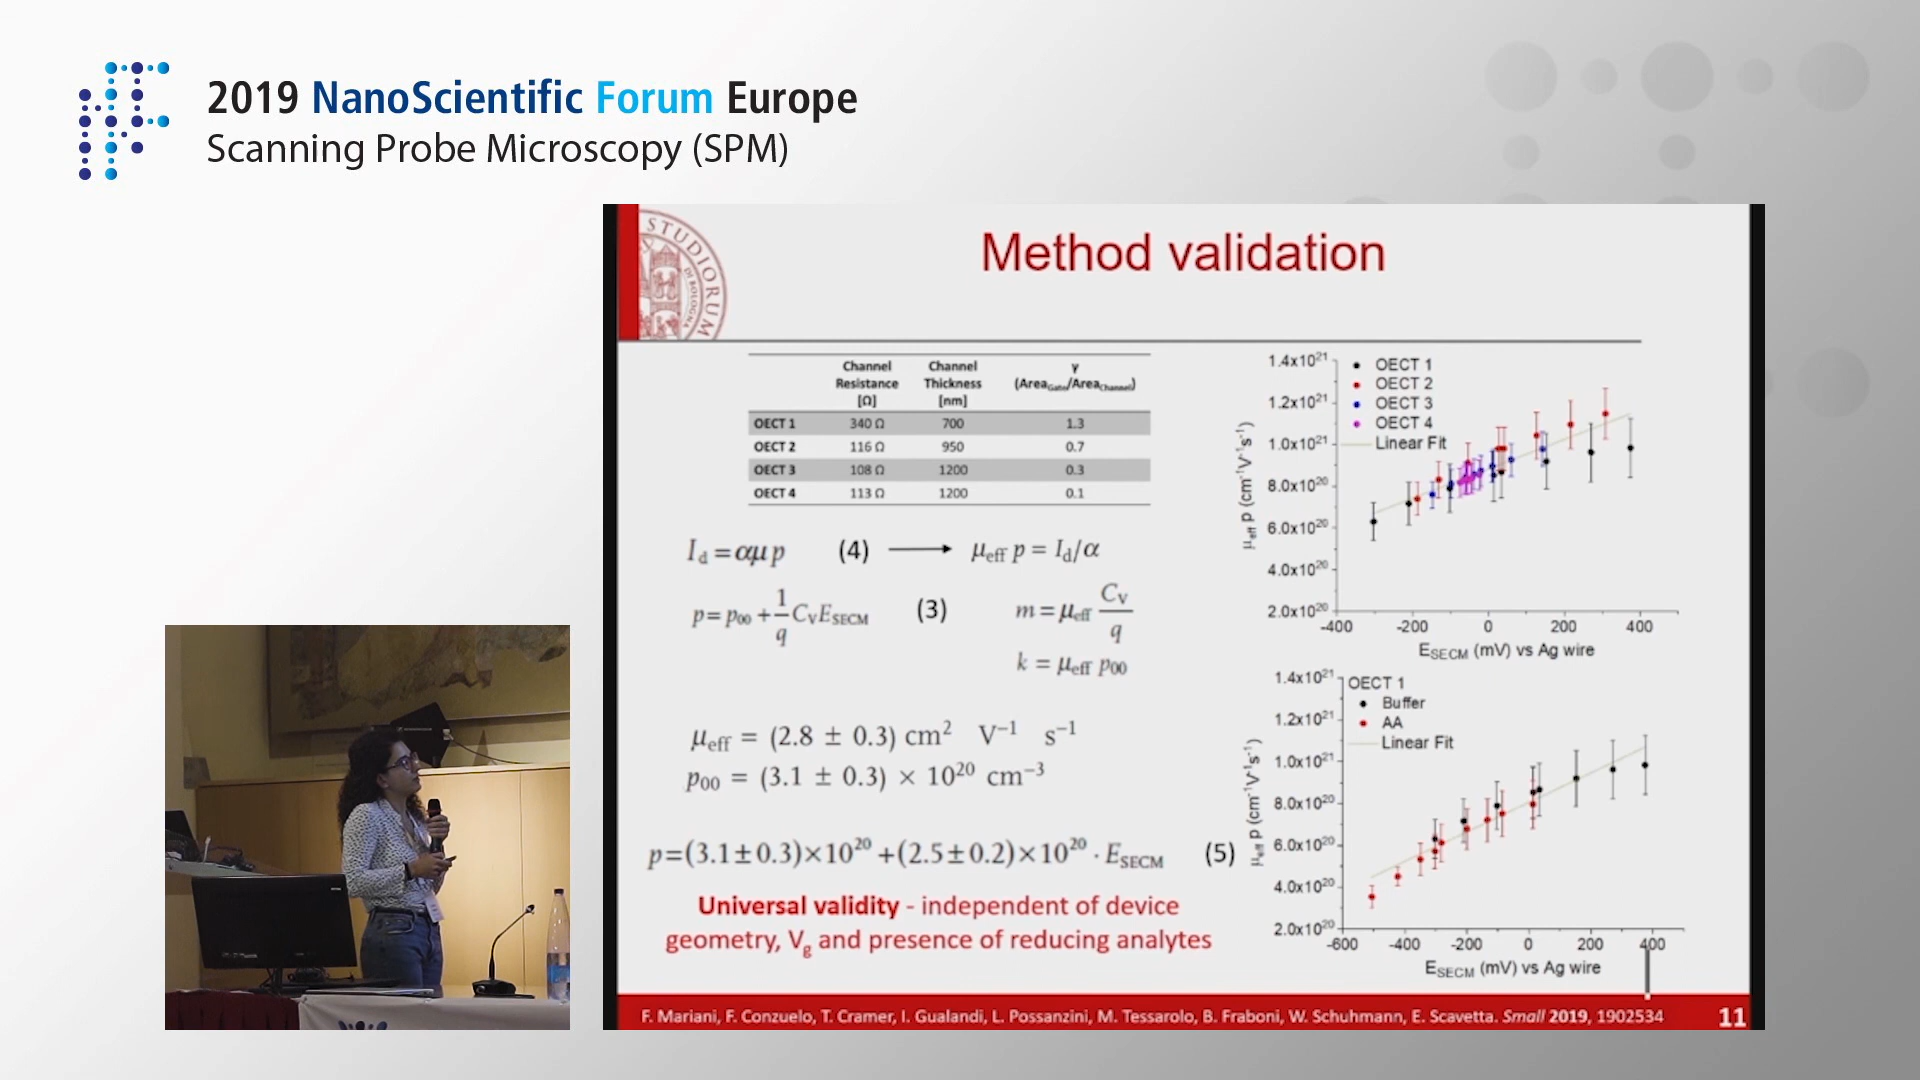 2019 NanoScientific Forum Europe
Scanning Probe Microscopy (SPM)
STUDIORUM
DI BOLOGNA
Method validation
Channel Resistance [Ω] Channel Thickness [nm] γ (Area_Gate/Area_Channel)
OECT 1 340 Ω 700 1.3
OECT 2 116 Ω 950 0.7
OECT 3 108 Ω 1200 0.3
OECT 4 113 Ω 1200 0.1
I_d = αμ p (4) ⟶ μ_eff p = I_d/α
p = p_00 + 1/q C_V E_SECM (3) m = μ_eff C_V/q
k = μ_eff p_00
μ_eff = (2.8 ± 0.3) cm² V⁻¹ s⁻¹
p_00 = (3.1 ± 0.3) × 10²⁰ cm⁻³
p=(3.1±0.3)×10²⁰ +(2.5±0.2)×10²⁰ · E_SECM (5)
Universal validity - independent of device
geometry, V_g and presence of reducing analytes
1.4x10²¹
1.2x10²¹
1.0x10²¹
8.0x10²⁰
6.0x10²⁰
4.0x10²⁰
2.0x10²⁰
μ_eff p (cm⁻¹V⁻¹s⁻¹)
OECT 1
OECT 2
OECT 3
OECT 4
Linear Fit
-400 -200 0 200 400
E_SECM (mV) vs Ag wire
1.4x10²¹
1.2x10²¹
1.0x10²¹
8.0x10²⁰
6.0x10²⁰
4.0x10²⁰
2.0x10²⁰
μ_eff p (cm⁻¹V⁻¹s⁻¹)
OECT 1
Buffer
AA
Linear Fit
-600 -400 -200 0 200 400
E_SECM (mV) vs Ag wire
F. Mariani, F. Conzuelo, T. Cramer, I. Gualandi, L. Possanzini, M. Tessarolo, B. Fraboni, W. Schuhmann, E. Scavetta. Small 2019, 1902534
11